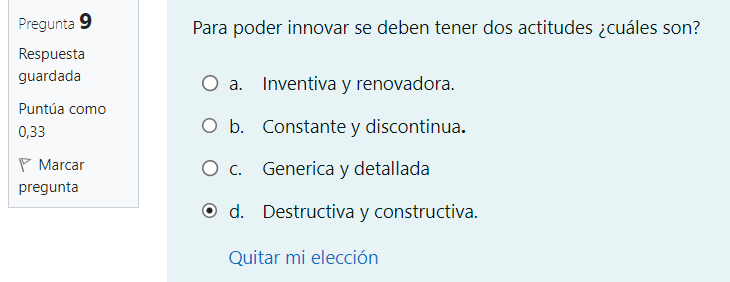 Pregunta 9
Respuesta
guardada
Puntúa como
0,33
Marcar
pregunta
Para poder innovar se deben tener dos actitudes ¿cuáles son?
a. Inventiva y renovadora.
b. Constante y discontinua.
c. Generica y detallada
d. Destructiva y constructiva.
Quitar mi elección